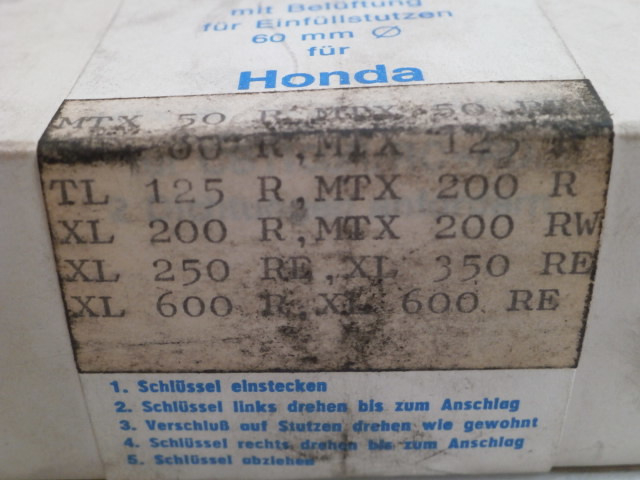 mit Belüftung
für Einfüllstutzen
60 mm Ø
für
Honda
MTX 50 R, MTX 50
80 R, MTX 125 R
TL 125 R, MTX 200 R
XL 200 R, MTX 200 RW
XL 250 RE, XL 350 RE
XL 600 R, XL 600 RE
1. Schlüssel einstecken
2. Schlüssel links drehen bis zum Anschlag
3. Verschluß auf Stutzen drehen wie gewohnt
4. Schlüssel rechts drehen bis zum Anschlag
5. Schlüssel abziehen